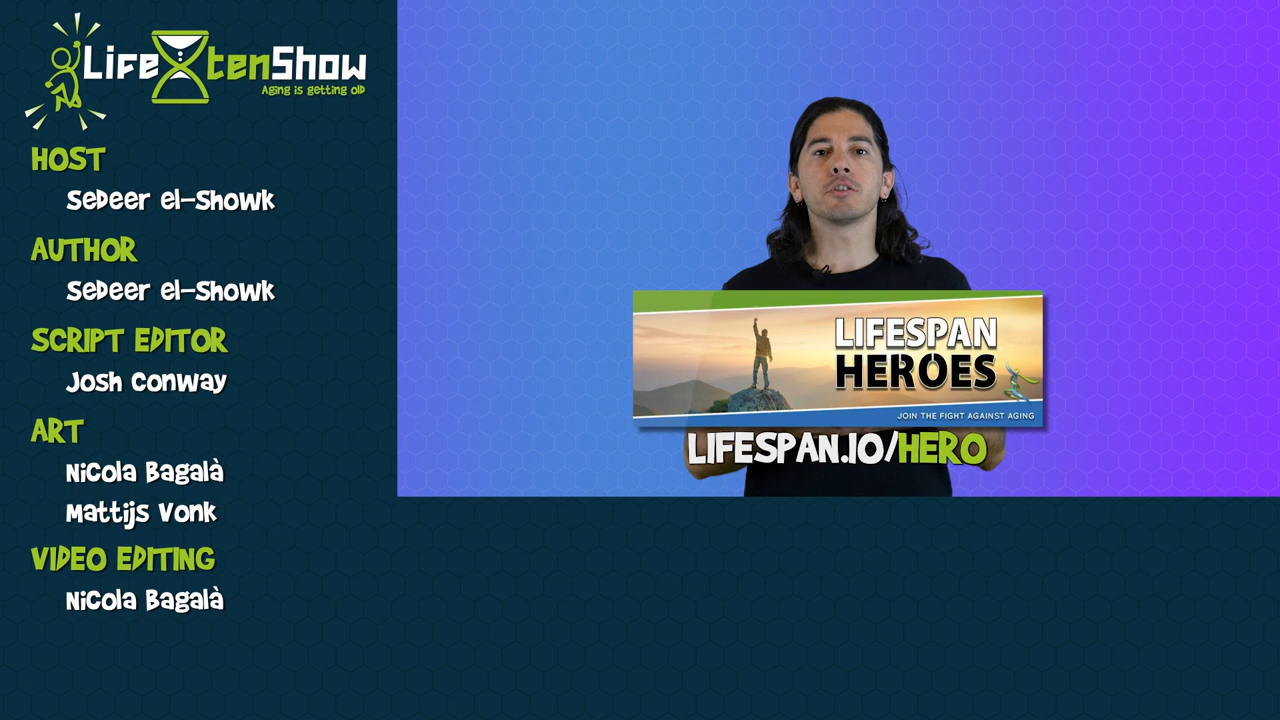 LifeXtenShow
Aging is getting old
HOST
Sedeer el-Showk
AUTHOR
Sedeer el-Showk
SCRIPT EDITOR
Josh Conway
ART
Nicola Bagalà
Mattijs Vonk
VIDEO EDITING
Nicola Bagalà
LIFESPAN
HEROES
JOIN THE FIGHT AGAINST AGING
LIFESPAN.IO/HERO